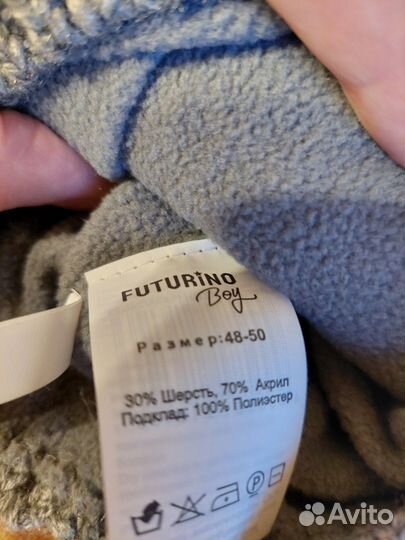 FUTURINO
Boy
Размер:48-50
30% Шерсть, 70% Акрил
Подклад: 100% Полиэстер
P
Avito